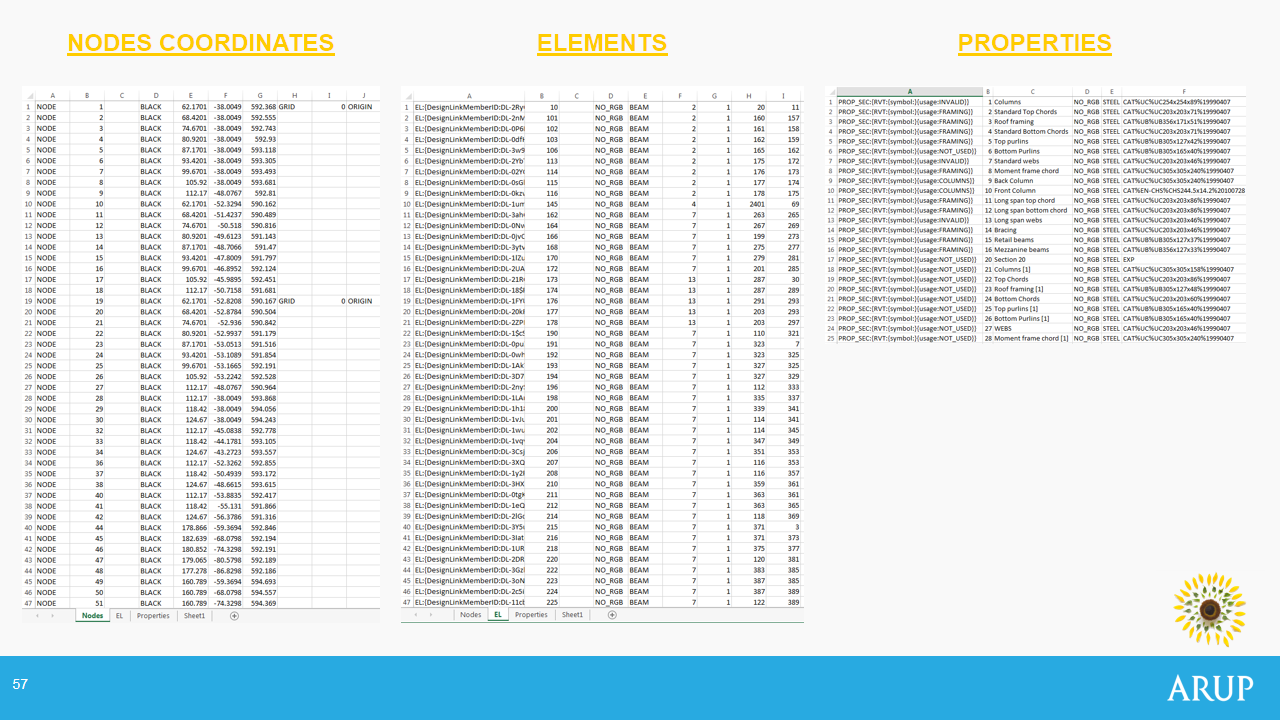 NODES COORDINATES
ELEMENTS
PROPERTIES
A B C D E F G H I J
1 NODE 1 BLACK 62.1701 -38.0049 592.368 GRID 0 ORIGIN
2 NODE 2 BLACK 68.4201 -38.0049 592.555
3 NODE 3 BLACK 74.6701 -38.0049 592.743
4 NODE 4 BLACK 80.9201 -38.0049 592.93
5 NODE 5 BLACK 87.1701 -38.0049 593.118
6 NODE 6 BLACK 93.4201 -38.0049 593.305
7 NODE 7 BLACK 99.6701 -38.0049 593.493
8 NODE 8 BLACK 105.92 -38.0049 593.681
9 NODE 9 BLACK 112.17 -48.0767 592.81
10 NODE 10 BLACK 62.1701 -52.3294 590.162
11 NODE 11 BLACK 68.4201 -51.4237 590.489
12 NODE 12 BLACK 74.6701 -50.518 590.816
13 NODE 13 BLACK 80.9201 -49.6123 591.143
14 NODE 14 BLACK 87.1701 -48.7066 591.47
15 NODE 15 BLACK 93.4201 -47.8009 591.797
16 NODE 16 BLACK 99.6701 -46.8952 592.124
17 NODE 17 BLACK 105.92 -45.9895 592.451
18 NODE 18 BLACK 112.17 -50.7158 591.681
19 NODE 19 BLACK 62.1701 -52.8208 590.167 GRID 0 ORIGIN
20 NODE 20 BLACK 68.4201 -52.8784 590.504
21 NODE 21 BLACK 74.6701 -52.936 590.842
22 NODE 22 BLACK 80.9201 -52.9937 591.179
23 NODE 23 BLACK 87.1701 -53.0513 591.516
24 NODE 24 BLACK 93.4201 -53.1089 591.854
25 NODE 25 BLACK 99.6701 -53.1665 592.191
26 NODE 26 BLACK 105.92 -53.2242 592.528
27 NODE 27 BLACK 112.17 -48.0767 590.964
28 NODE 28 BLACK 112.17 -38.0049 593.868
29 NODE 29 BLACK 118.42 -38.0049 594.056
30 NODE 31 BLACK 124.67 -38.0049 594.243
31 NODE 32 BLACK 112.17 -45.0838 592.778
32 NODE 33 BLACK 118.42 -44.1781 593.105
33 NODE 34 BLACK 124.67 -43.2723 593.557
34 NODE 36 BLACK 112.17 -52.3262 592.855
35 NODE 37 BLACK 118.42 -50.4939 593.172
36 NODE 38 BLACK 124.67 -48.6615 593.615
37 NODE 40 BLACK 112.17 -53.8835 592.417
38 NODE 41 BLACK 118.42 -55.131 591.866
39 NODE 42 BLACK 124.67 -56.3786 591.316
40 NODE 44 BLACK 178.866 -59.3694 592.846
41 NODE 45 BLACK 182.639 -68.0798 592.194
42 NODE 46 BLACK 180.852 -74.3298 592.191
43 NODE 47 BLACK 179.065 -80.5798 592.189
44 NODE 48 BLACK 177.278 -86.8298 592.186
45 NODE 49 BLACK 160.789 -59.3694 594.693
46 NODE 50 BLACK 160.789 -68.0798 594.557
47 NODE 51 BLACK 160.789 -74.3298 594.369
Nodes EL Properties Sheet1
A B C D E F G H I
1 EL:{DesignLinkMemberID:DL-2Ry 10 NO_RGB BEAM 2 1 20 11
2 EL:{DesignLinkMemberID:DL-2nM 101 NO_RGB BEAM 2 1 160 157
3 EL:{DesignLinkMemberID:DL-0P6 102 NO_RGB BEAM 2 1 161 158
4 EL:{DesignLinkMemberID:DL-0df 103 NO_RGB BEAM 2 1 162 159
5 EL:{DesignLinkMemberID:DL-3w9 106 NO_RGB BEAM 2 1 165 162
6 EL:{DesignLinkMemberID:DL-2Yb 113 NO_RGB BEAM 2 1 175 172
7 EL:{DesignLinkMemberID:DL-02Y 114 NO_RGB BEAM 2 1 176 173
8 EL:{DesignLinkMemberID:DL-0sG 115 NO_RGB BEAM 2 1 177 174
9 EL:{DesignLinkMemberID:DL-0kz 116 NO_RGB BEAM 2 1 178 175
10 EL:{DesignLinkMemberID:DL-1um 145 NO_RGB BEAM 4 1 2401 69
11 EL:{DesignLinkMemberID:DL-3ah 162 NO_RGB BEAM 7 1 263 265
12 EL:{DesignLinkMemberID:DL-0Nv 164 NO_RGB BEAM 7 1 267 269
13 EL:{DesignLinkMemberID:DL-0jv 166 NO_RGB BEAM 7 1 199 273
14 EL:{DesignLinkMemberID:DL-3yt 168 NO_RGB BEAM 7 1 275 277
15 EL:{DesignLinkMemberID:DL-1lZ 170 NO_RGB BEAM 7 1 279 281
16 EL:{DesignLinkMemberID:DL-2UA 172 NO_RGB BEAM 7 1 201 285
17 EL:{DesignLinkMemberID:DL-21R 173 NO_RGB BEAM 13 1 287 30
18 EL:{DesignLinkMemberID:DL-18S 174 NO_RGB BEAM 13 1 287 289
19 EL:{DesignLinkMemberID:DL-1FY 176 NO_RGB BEAM 13 1 291 293
20 EL:{DesignLinkMemberID:DL-20k 177 NO_RGB BEAM 13 1 203 293
21 EL:{DesignLinkMemberID:DL-2ZP 178 NO_RGB BEAM 13 1 203 297
22 EL:{DesignLinkMemberID:DL-1Sc 190 NO_RGB BEAM 7 1 110 321
23 EL:{DesignLinkMemberID:DL-0pu 191 NO_RGB BEAM 7 1 323 7
24 EL:{DesignLinkMemberID:DL-0wh 192 NO_RGB BEAM 7 1 323 325
25 EL:{DesignLinkMemberID:DL-1Ak 193 NO_RGB BEAM 7 1 327 325
26 EL:{DesignLinkMemberID:DL-3D7 194 NO_RGB BEAM 7 1 327 329
27 EL:{DesignLinkMemberID:DL-2ny 196 NO_RGB BEAM 7 1 112 333
28 EL:{DesignLinkMemberID:DL-1LA 198 NO_RGB BEAM 7 1 335 337
29 EL:{DesignLinkMemberID:DL-1h1 200 NO_RGB BEAM 7 1 339 341
30 EL:{DesignLinkMemberID:DL-1vJ 201 NO_RGB BEAM 7 1 114 341
31 EL:{DesignLinkMemberID:DL-1wu 202 NO_RGB BEAM 7 1 114 345
32 EL:{DesignLinkMemberID:DL-1vq 204 NO_RGB BEAM 7 1 347 349
33 EL:{DesignLinkMemberID:DL-3Csj 206 NO_RGB BEAM 7 1 351 353
34 EL:{DesignLinkMemberID:DL-3XQ 207 NO_RGB BEAM 7 1 116 353
35 EL:{DesignLinkMemberID:DL-1y2 208 NO_RGB BEAM 7 1 116 357
36 EL:{DesignLinkMemberID:DL-3HX 210 NO_RGB BEAM 7 1 359 361
37 EL:{DesignLinkMemberID:DL-0tg 211 NO_RGB BEAM 7 1 363 361
38 EL:{DesignLinkMemberID:DL-1eQ 212 NO_RGB BEAM 7 1 363 365
39 EL:{DesignLinkMemberID:DL-2lG 214 NO_RGB BEAM 7 1 118 369
40 EL:{DesignLinkMemberID:DL-3Y5 215 NO_RGB BEAM 7 1 371 3
41 EL:{DesignLinkMemberID:DL-3iat 216 NO_RGB BEAM 7 1 371 373
42 EL:{DesignLinkMemberID:DL-1UR 218 NO_RGB BEAM 7 1 375 377
43 EL:{DesignLinkMemberID:DL-2DR 220 NO_RGB BEAM 7 1 120 381
44 EL:{DesignLinkMemberID:DL-3Gz 222 NO_RGB BEAM 7 1 383 385
45 EL:{DesignLinkMemberID:DL-3oN 223 NO_RGB BEAM 7 1 387 385
46 EL:{DesignLinkMemberID:DL-2c5 224 NO_RGB BEAM 7 1 387 389
47 EL:{DesignLinkMemberID:DL-11c 225 NO_RGB BEAM 7 1 122 389
Nodes EL Properties Sheet1
A B C D E F
1 PROP_SEC:{RVT:{symbol:}{usage:INVALID}} 1 Columns NO_RGB STEEL CAT%UC%UC254x254x89%19990407
2 PROP_SEC:{RVT:{symbol:}{usage:FRAMING}} 2 Standard Top Chords NO_RGB STEEL CAT%UC%UC203x203x71%19990407
3 PROP_SEC:{RVT:{symbol:}{usage:FRAMING}} 3 Roof framing NO_RGB STEEL CAT%UB%UB356x171x51%19990407
4 PROP_SEC:{RVT:{symbol:}{usage:FRAMING}} 4 Standard Bottom Chords NO_RGB STEEL CAT%UC%UC203x203x71%19990407
5 PROP_SEC:{RVT:{symbol:}{usage:FRAMING}} 5 Top purlins NO_RGB STEEL CAT%UB%UB305x127x42%19990407
6 PROP_SEC:{RVT:{symbol:}{usage:NOT_USED}} 6 Bottom Purlins NO_RGB STEEL CAT%UB%UB305x165x40%19990407
7 PROP_SEC:{RVT:{symbol:}{usage:INVALID}} 7 Standard webs NO_RGB STEEL CAT%UC%UC203x203x46%19990407
8 PROP_SEC:{RVT:{symbol:}{usage:FRAMING}} 8 Moment frame chord NO_RGB STEEL CAT%UC%UC305x305x240%19990407
9 PROP_SEC:{RVT:{symbol:}{usage:COLUMNS}} 9 Back Column NO_RGB STEEL CAT%UC%UC305x305x240%19990407
10 PROP_SEC:{RVT:{symbol:}{usage:COLUMNS}} 10 Front Column NO_RGB STEEL CAT%EN-CHS%CHS244.5x14.2%20100728
11 PROP_SEC:{RVT:{symbol:}{usage:FRAMING}} 11 Long span top chord NO_RGB STEEL CAT%UC%UC203x203x86%19990407
12 PROP_SEC:{RVT:{symbol:}{usage:FRAMING}} 12 Long span bottom chord NO_RGB STEEL CAT%UC%UC203x203x86%19990407
13 PROP_SEC:{RVT:{symbol:}{usage:INVALID}} 13 Long span webs NO_RGB STEEL CAT%UC%UC203x203x46%19990407
14 PROP_SEC:{RVT:{symbol:}{usage:FRAMING}} 14 Bracing NO_RGB STEEL CAT%UC%UC203x203x46%19990407
15 PROP_SEC:{RVT:{symbol:}{usage:FRAMING}} 15 Retail beams NO_RGB STEEL CAT%UB%UB305x127x37%19990407
16 PROP_SEC:{RVT:{symbol:}{usage:FRAMING}} 16 Mezzanine beams NO_RGB STEEL CAT%UB%UB356x127x33%19990407
17 PROP_SEC:{RVT:{symbol:}{usage:NOT_USED}} 20 Section 20 NO_RGB STEEL EXP
18 PROP_SEC:{RVT:{symbol:}{usage:NOT_USED}} 21 Columns [1] NO_RGB STEEL CAT%UC%UC305x305x158%19990407
19 PROP_SEC:{RVT:{symbol:}{usage:NOT_USED}} 22 Top Chords NO_RGB STEEL CAT%UC%UC203x203x86%19990407
20 PROP_SEC:{RVT:{symbol:}{usage:NOT_USED}} 23 Roof framing [1] NO_RGB STEEL CAT%UB%UB305x127x48%19990407
21 PROP_SEC:{RVT:{symbol:}{usage:NOT_USED}} 24 Bottom Chords NO_RGB STEEL CAT%UC%UC203x203x60%19990407
22 PROP_SEC:{RVT:{symbol:}{usage:NOT_USED}} 25 Top purlins [1] NO_RGB STEEL CAT%UB%UB305x165x40%19990407
23 PROP_SEC:{RVT:{symbol:}{usage:NOT_USED}} 26 Bottom Purlins [1] NO_RGB STEEL CAT%UB%UB305x165x40%19990407
24 PROP_SEC:{RVT:{symbol:}{usage:NOT_USED}} 27 WEBS NO_RGB STEEL CAT%UC%UC203x203x46%19990407
25 PROP_SEC:{RVT:{symbol:}{usage:NOT_USED}} 28 Moment frame chord [1] NO_RGB STEEL CAT%UC%UC305x305x240%19990407
57
ARUP